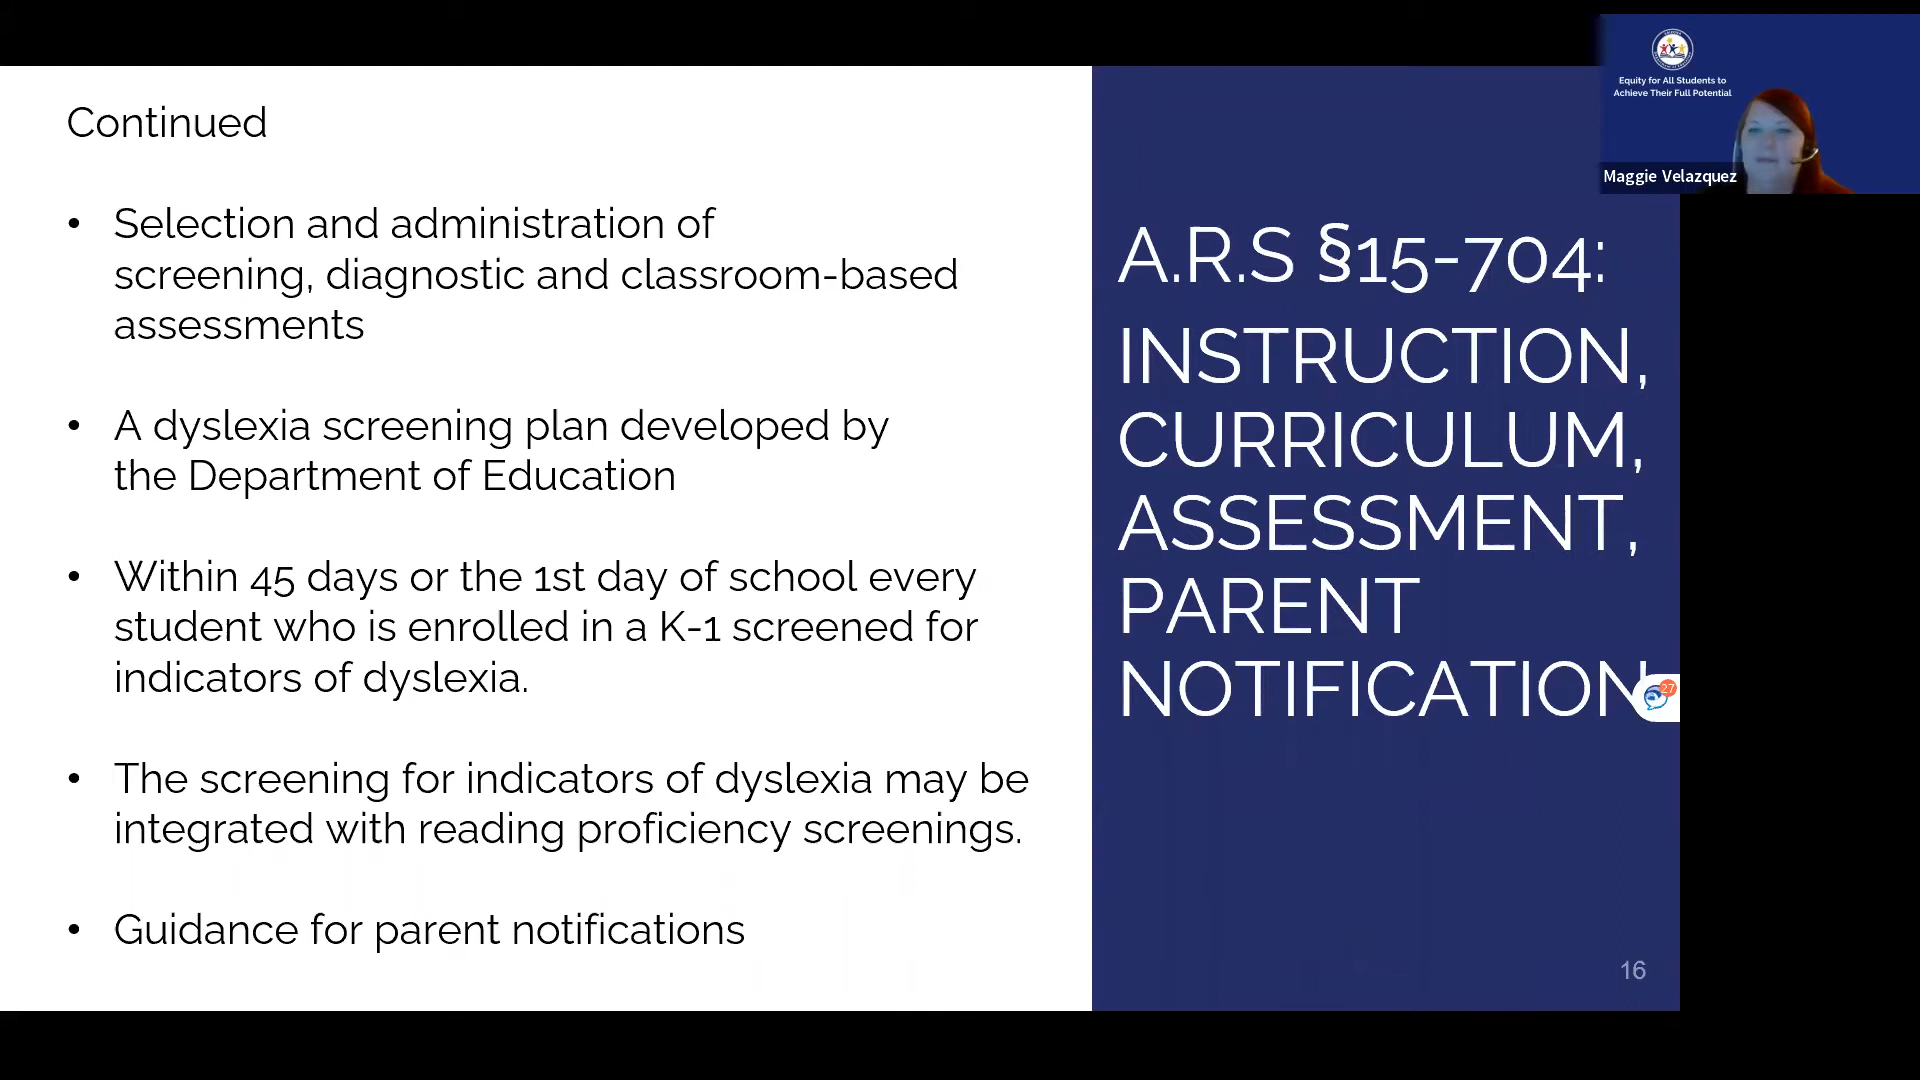 Continued
• Selection and administration of
screening, diagnostic and classroom-based
assessments
• A dyslexia screening plan developed by
the Department of Education
• Within 45 days or the 1st day of school every
student who is enrolled in a K-1 screened for
indicators of dyslexia.
• The screening for indicators of dyslexia may be
integrated with reading proficiency screenings.
• Guidance for parent notifications
A.R.S §15-704:
INSTRUCTION,
CURRICULUM,
ASSESSMENT,
PARENT
NOTIFICATION
27
16
Equity for All Students to
Achieve Their Full Potential
Maggie Velazquez